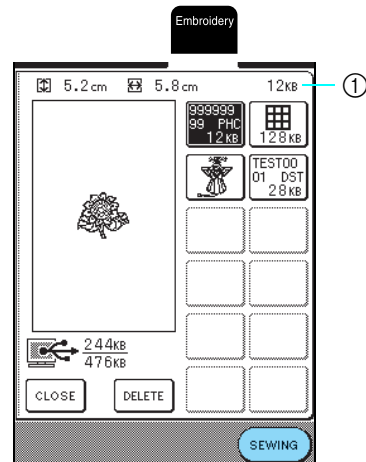 Embroidery
5.2cm 5.8cm 12KB ①
999999
99 PHC
12KB
128KB
TEST00
01 DST
28KB
244KB
476KB
CLOSE DELETE
SEWING